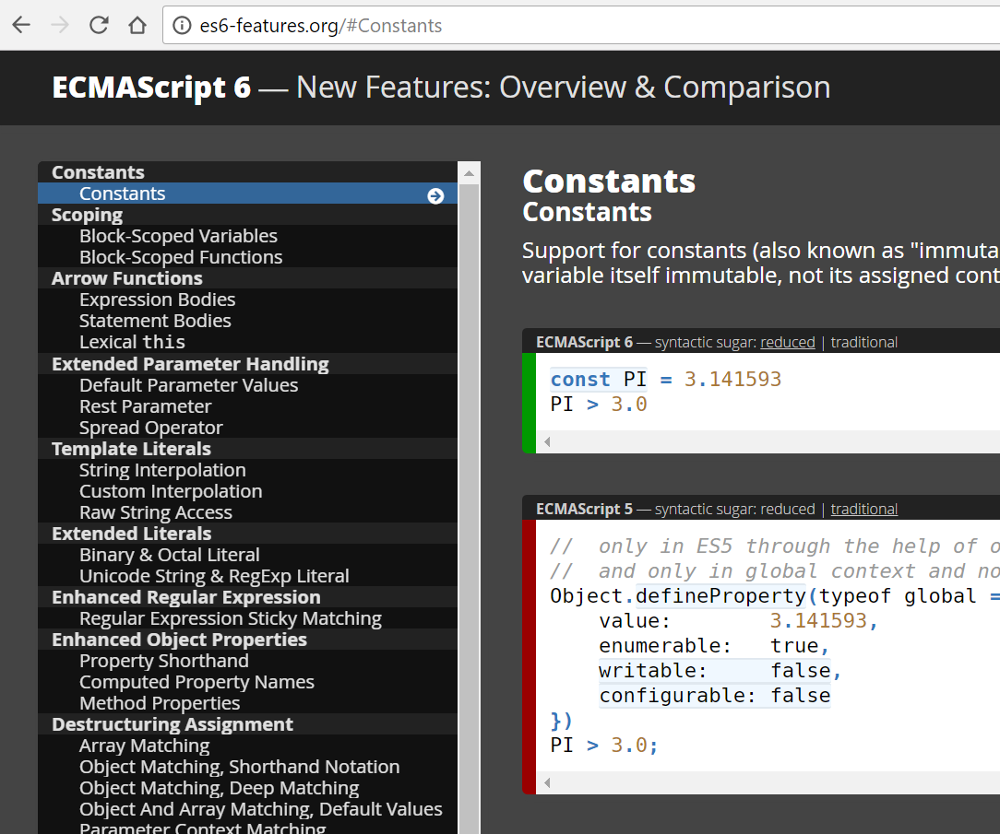 es6-features.org/#Constants
ECMAScript 6 — New Features: Overview & Comparison
Constants
Constants
Scoping
Block-Scoped Variables
Block-Scoped Functions
Arrow Functions
Expression Bodies
Statement Bodies
Lexical this
Extended Parameter Handling
Default Parameter Values
Rest Parameter
Spread Operator
Template Literals
String Interpolation
Custom Interpolation
Raw String Access
Extended Literals
Binary & Octal Literal
Unicode String & RegExp Literal
Enhanced Regular Expression
Regular Expression Sticky Matching
Enhanced Object Properties
Property Shorthand
Computed Property Names
Method Properties
Destructuring Assignment
Array Matching
Object Matching, Shorthand Notation
Object Matching, Deep Matching
Object And Array Matching, Default Values
Parameter Context Matching
Constants
Constants
Support for constants (also known as "immuta
variable itself immutable, not its assigned cont
ECMAScript 6 — syntactic sugar: reduced | traditional
const PI = 3.141593
PI > 3.0
ECMAScript 5 — syntactic sugar: reduced | traditional
//  only in ES5 through the help of o
//  and only in global context and no
Object.defineProperty(typeof global =
    value:        3.141593,
    enumerable:   true,
    writable:     false,
    configurable: false
})
PI > 3.0;